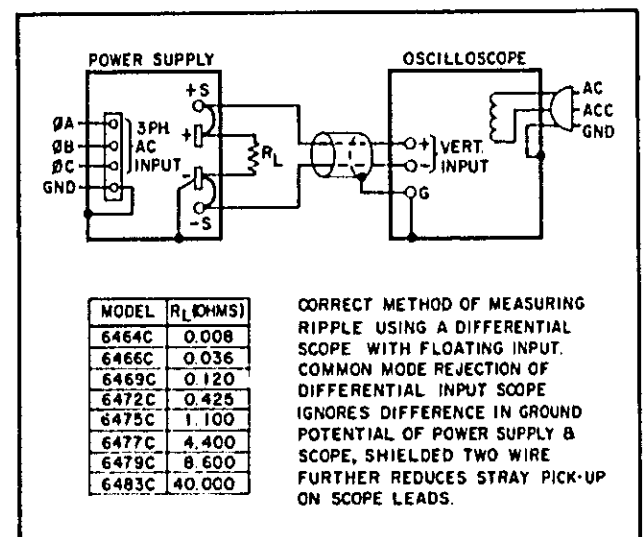 POWER SUPPLY
OSCILLOSCOPE
+S
ØA
ØB
ØC
GND
3PH.
AC
INPUT
+
-
-S
RL
+
-
VERT.
INPUT
G
AC
ACC
GND
MODEL RL(OHMS)
6464C 0.008
6466C 0.036
6469C 0.120
6472C 0.425
6475C 1.100
6477C 4.400
6479C 8.600
6483C 40.000
CORRECT METHOD OF MEASURING
RIPPLE USING A DIFFERENTIAL
SCOPE WITH FLOATING INPUT.
COMMON MODE REJECTION OF
DIFFERENTIAL INPUT SCOPE
IGNORES DIFFERENCE IN GROUND
POTENTIAL OF POWER SUPPLY &
SCOPE, SHIELDED TWO WIRE
FURTHER REDUCES STRAY PICK-UP
ON SCOPE LEADS.